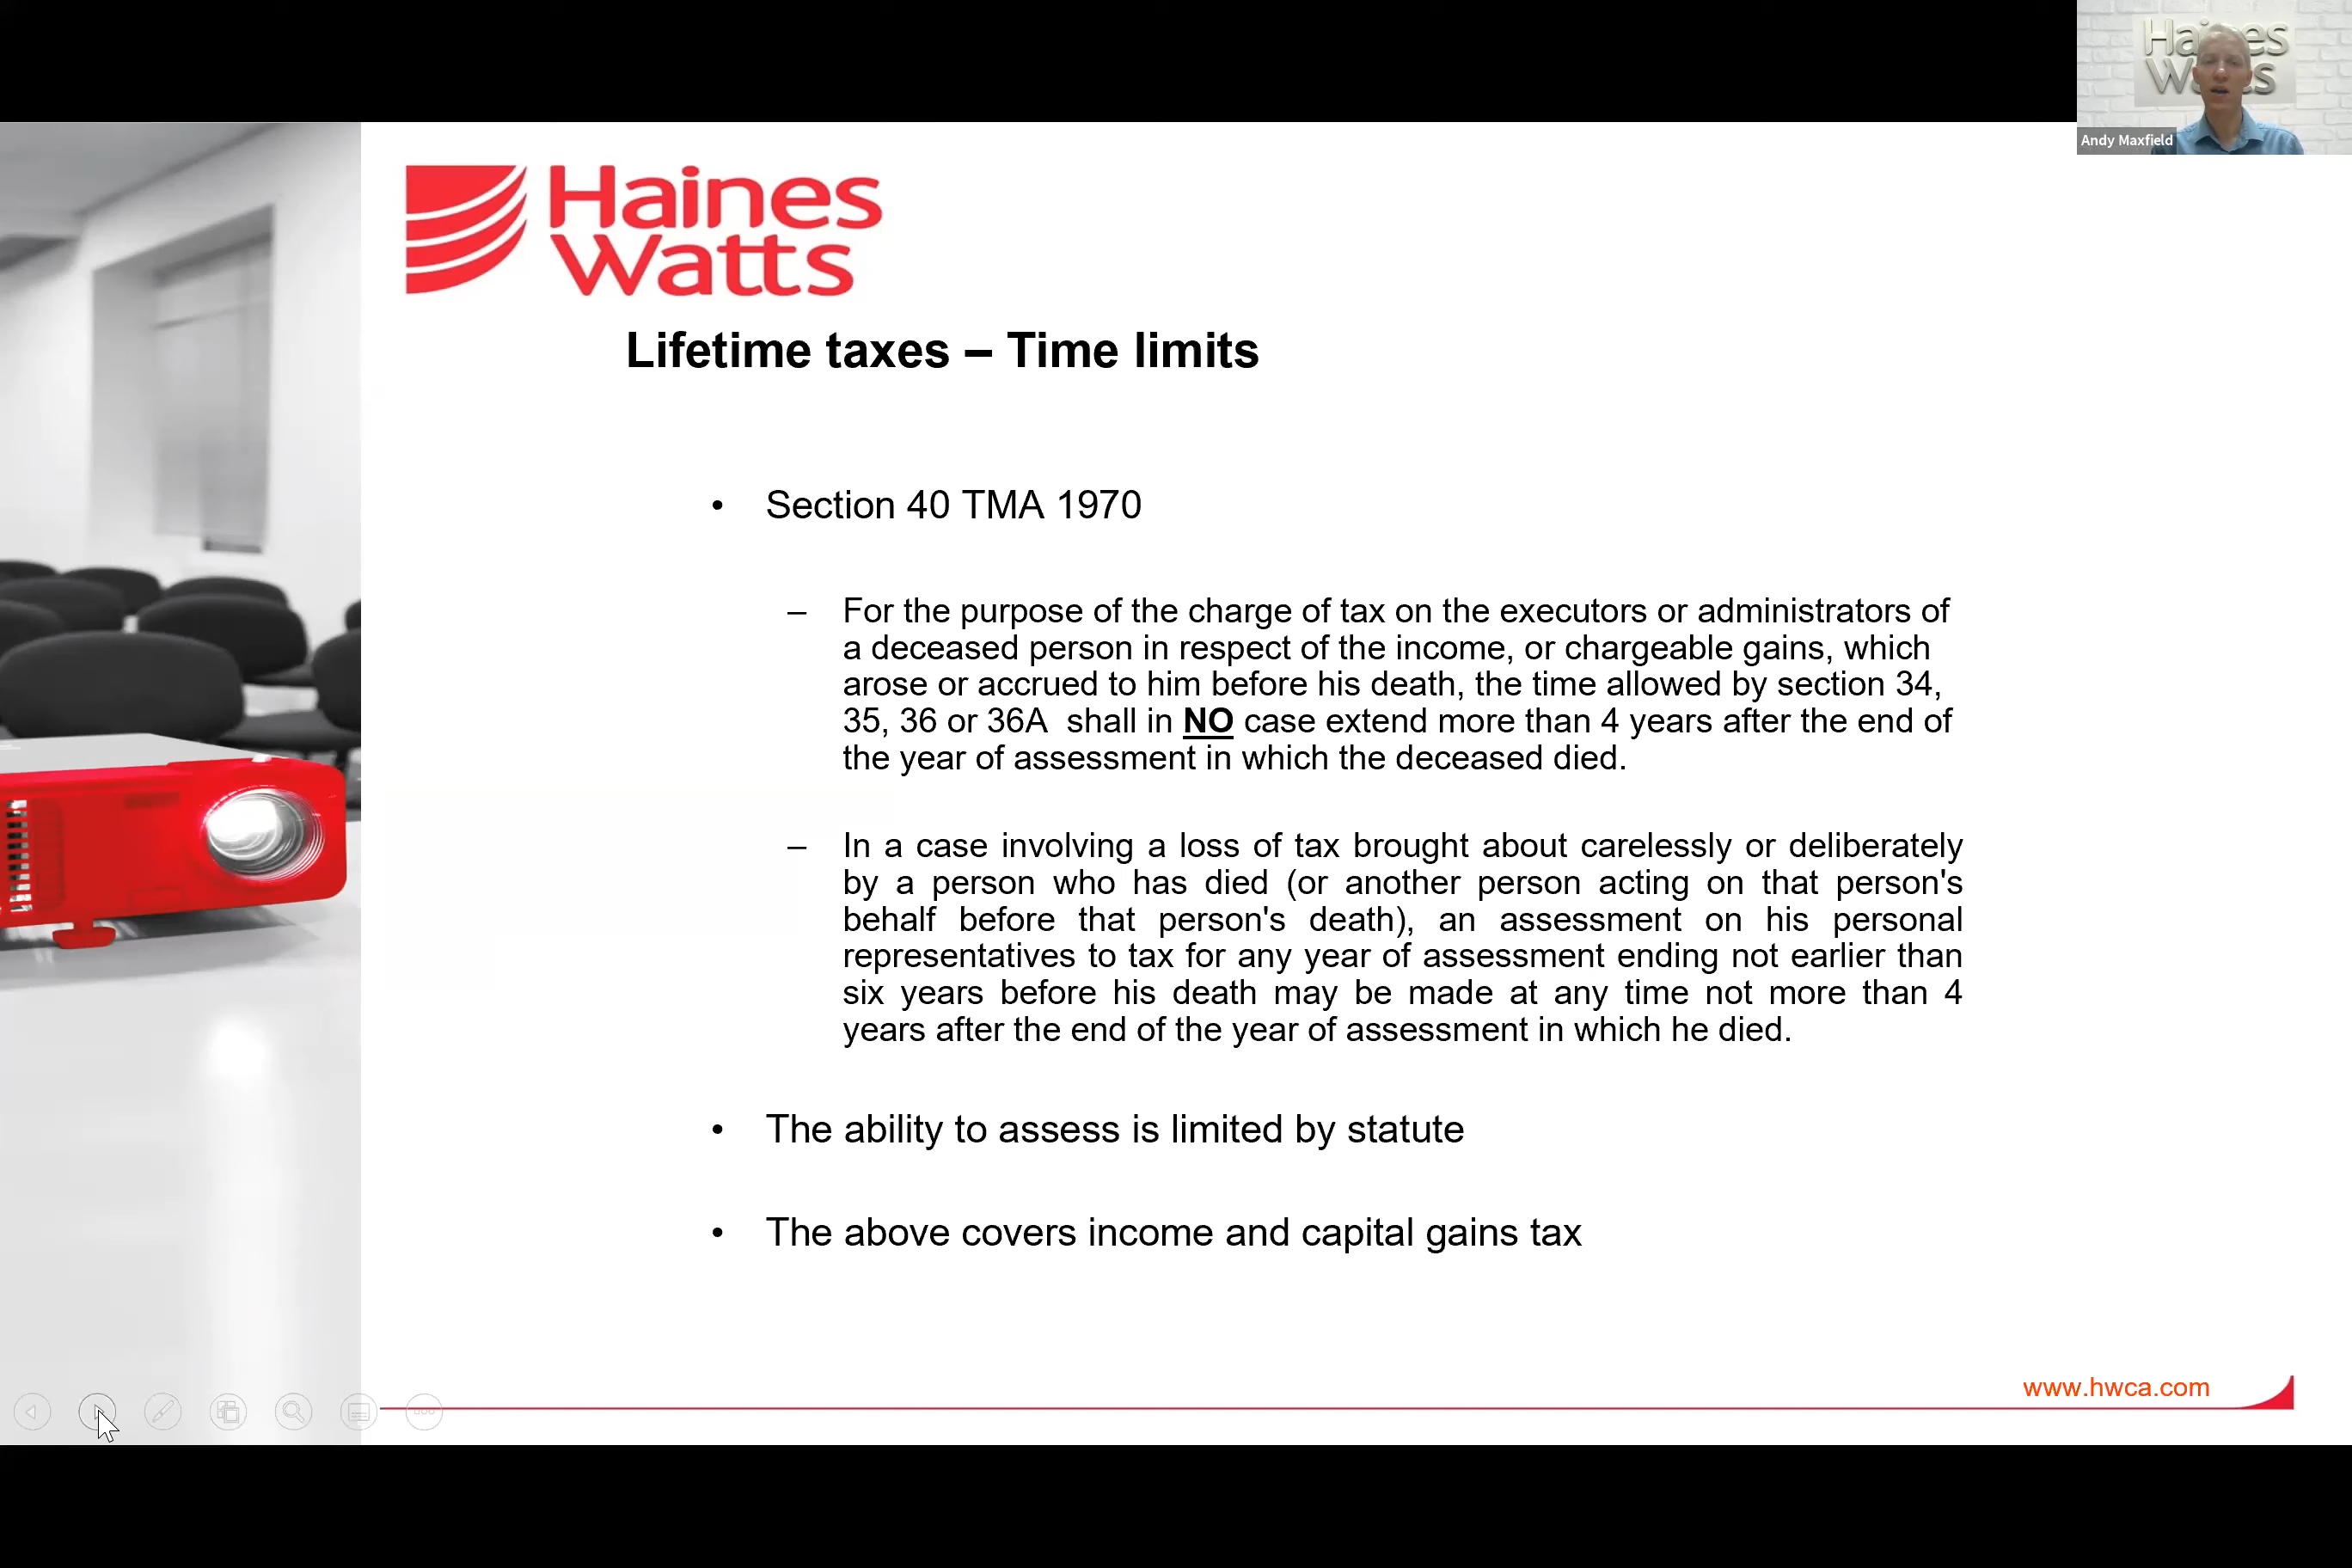 Haines
Watts
Andy Maxfield
Haines
Watts
Lifetime taxes – Time limits
• Section 40 TMA 1970
– For the purpose of the charge of tax on the executors or administrators of
a deceased person in respect of the income, or chargeable gains, which
arose or accrued to him before his death, the time allowed by section 34,
35, 36 or 36A shall in NO case extend more than 4 years after the end of
the year of assessment in which the deceased died.
– In a case involving a loss of tax brought about carelessly or deliberately
by a person who has died (or another person acting on that person's
behalf before that person's death), an assessment on his personal
representatives to tax for any year of assessment ending not earlier than
six years before his death may be made at any time not more than 4
years after the end of the year of assessment in which he died.
• The ability to assess is limited by statute
• The above covers income and capital gains tax
www.hwca.com